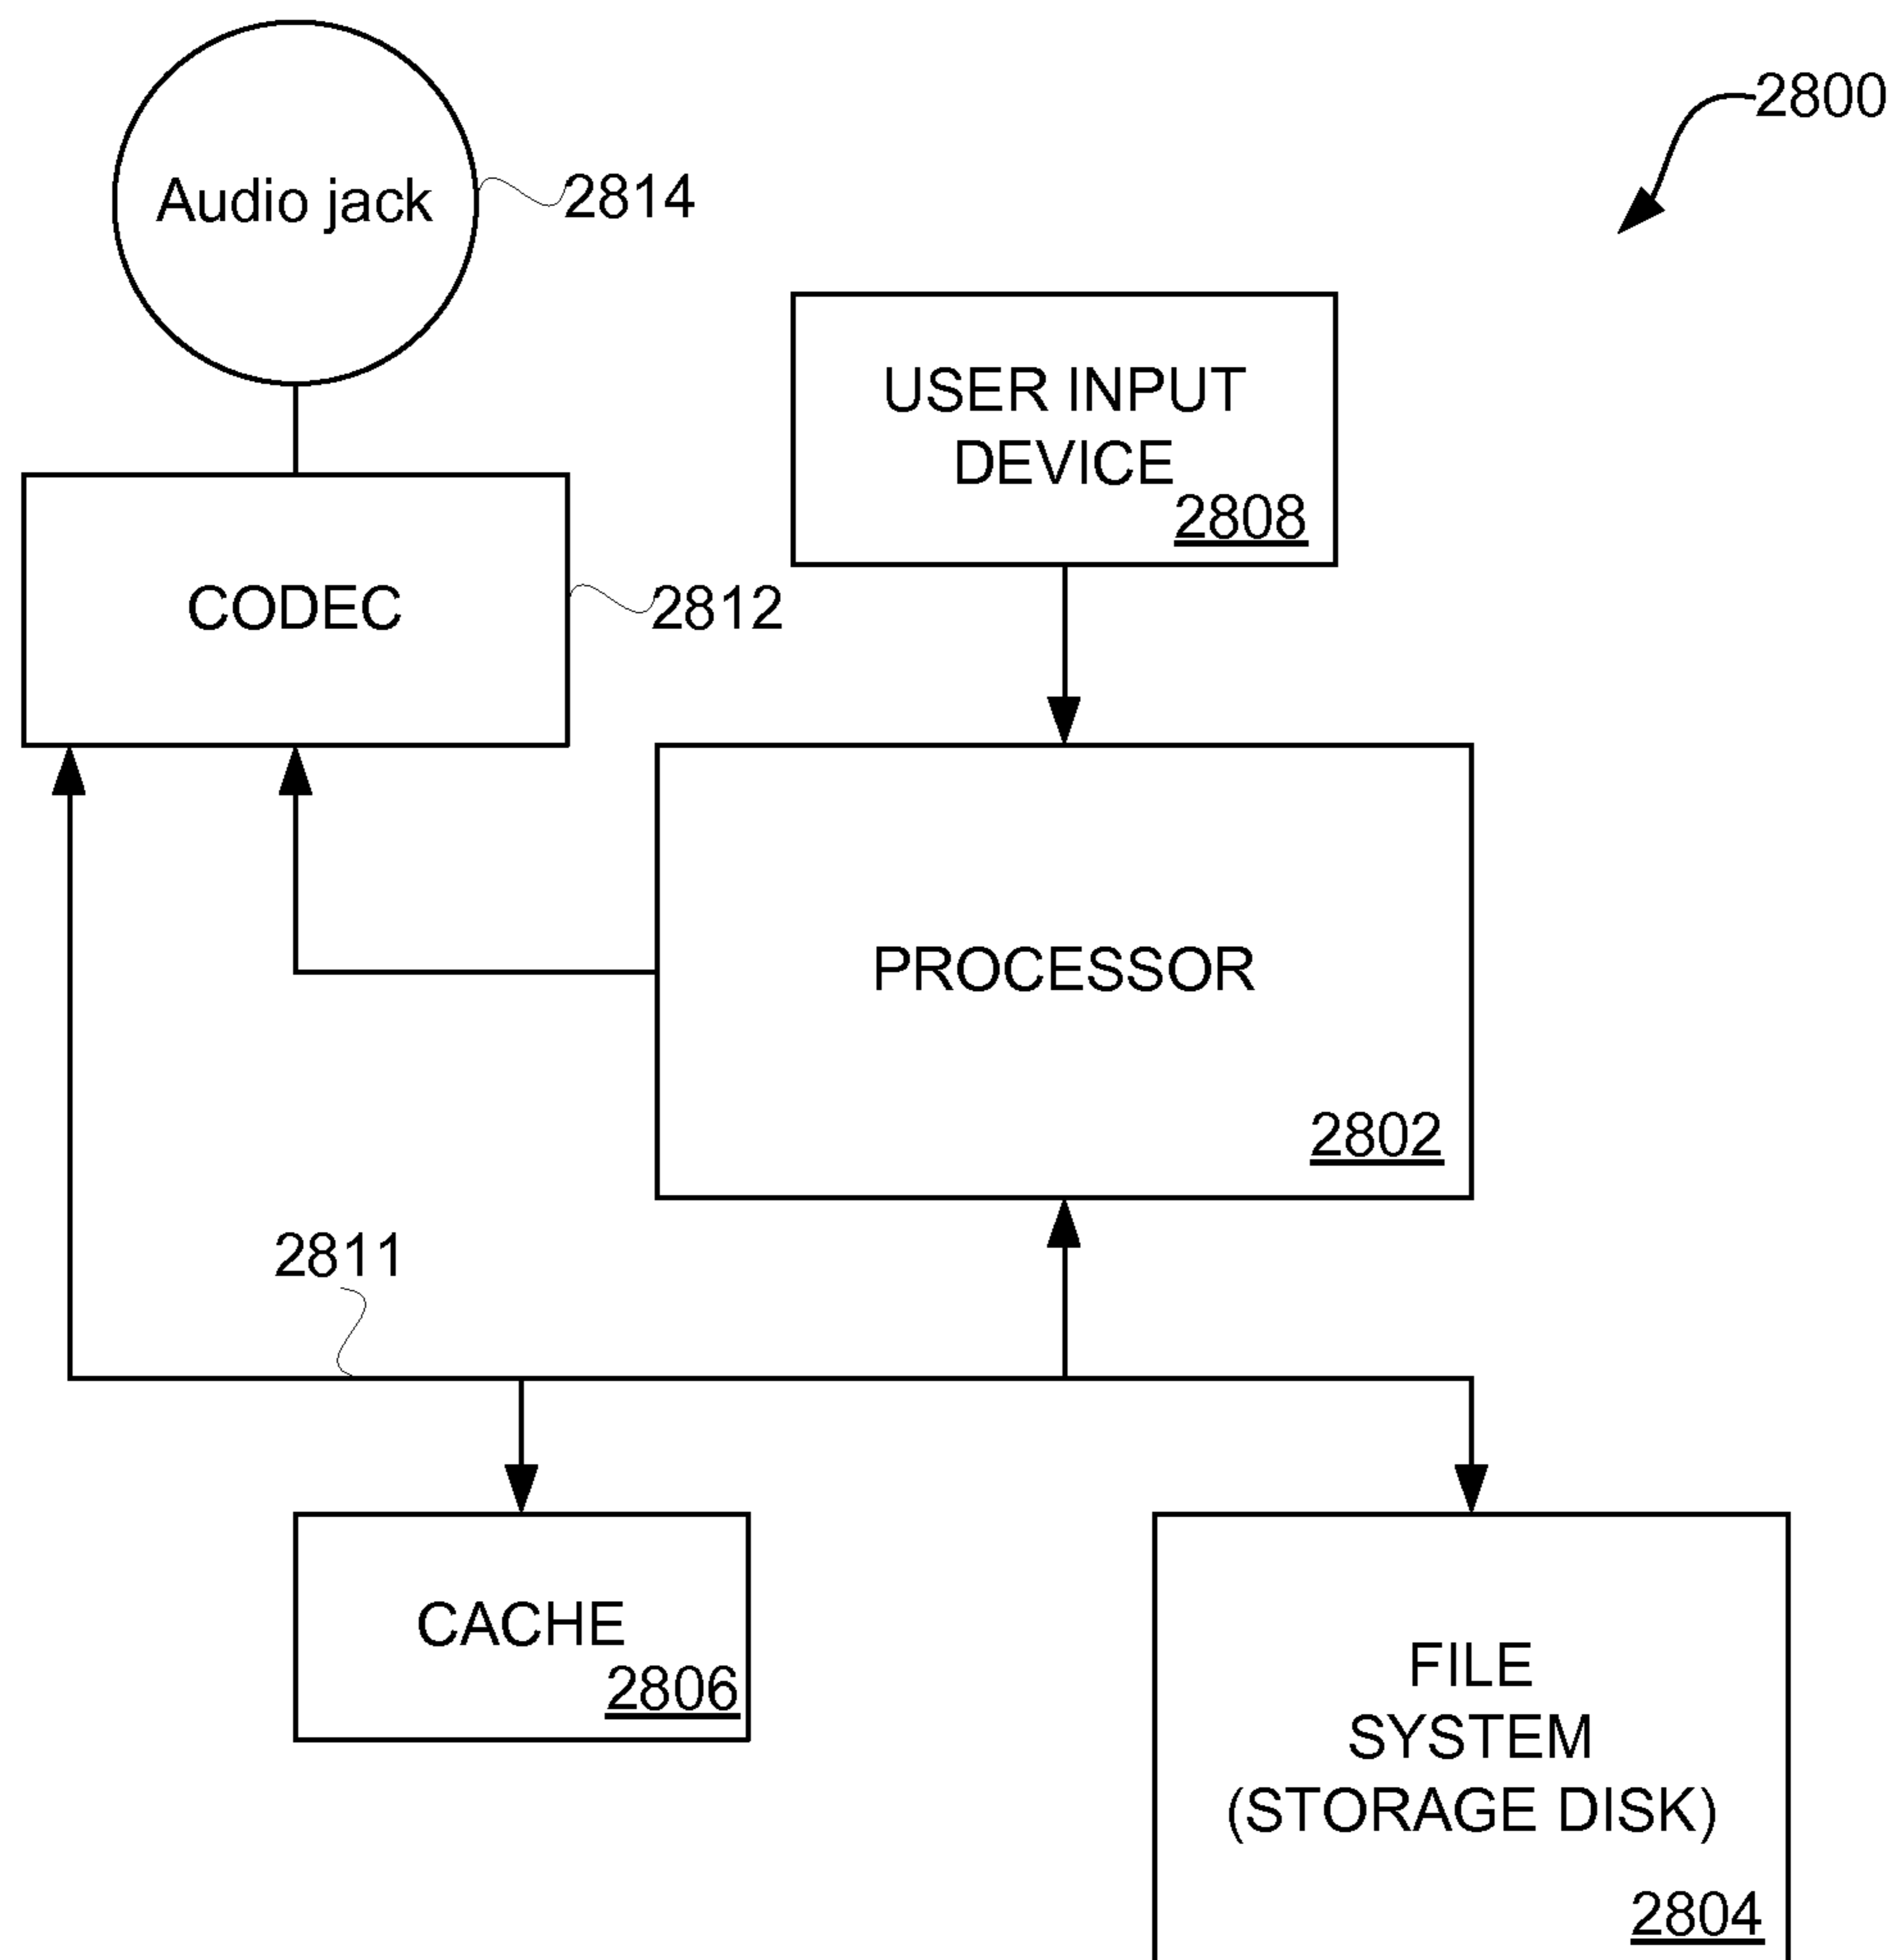 2800
Audio jack
2814
USER INPUT
DEVICE
2808
CODEC
2812
PROCESSOR
2802
2811
CACHE
2806
FILE
SYSTEM
(STORAGE DISK)
2804